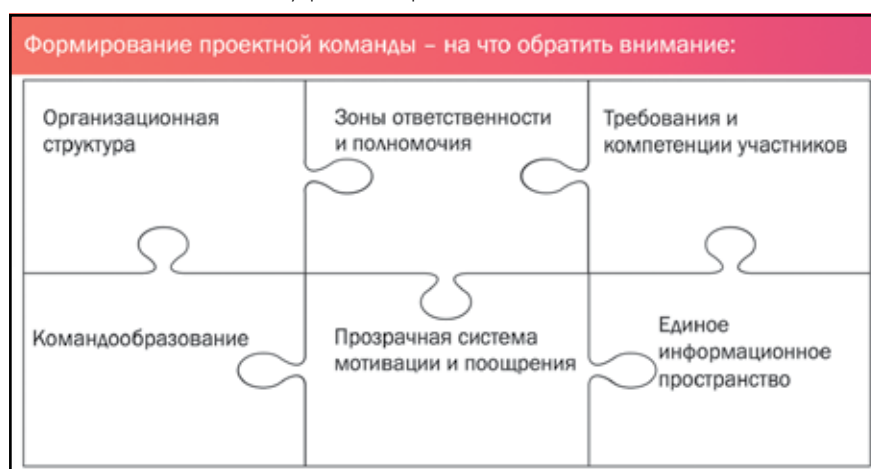 Формирование проектной команды – на что обратить внимание:
Организационная
структура
Зоны ответственности
и полномочия
Требования и
компетенции участников
Командообразование
Прозрачная система
мотивации и поощрения
Единое
информационное
пространство